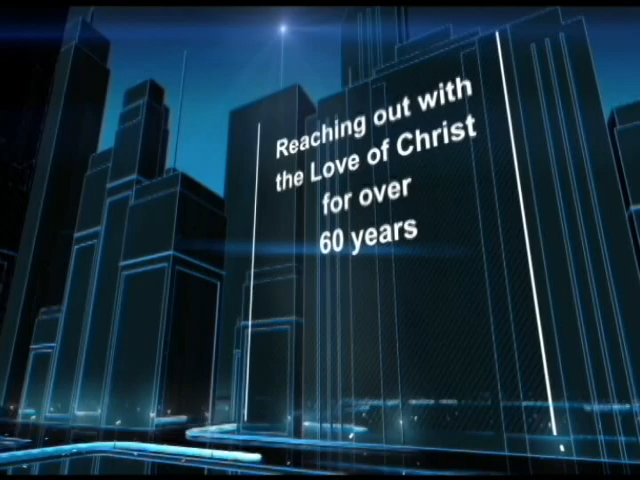 Reaching out with
the Love of Christ
for over
60 years